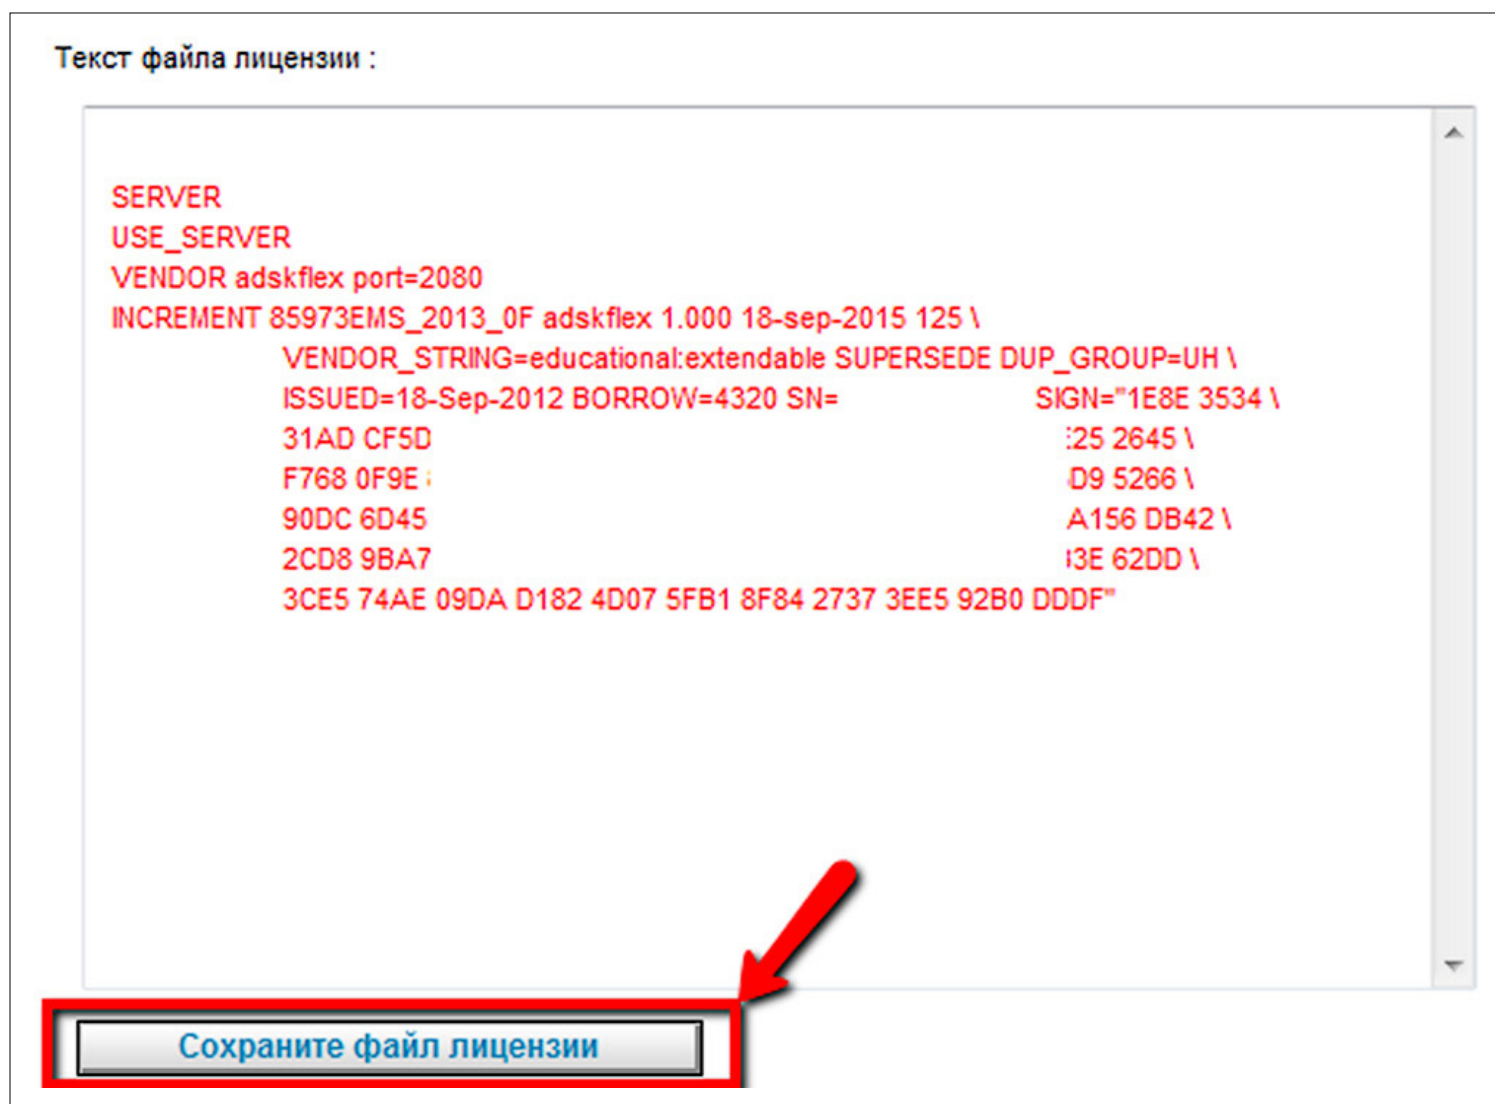 Текст файла лицензии :
SERVER
USE_SERVER
VENDOR adskflex port=2080
INCREMENT 85973EMS_2013_0F adskflex 1.000 18-sep-2015 125 \
VENDOR_STRING=educational:extendable SUPERSEDE DUP_GROUP=UH \
ISSUED=18-Sep-2012 BORROW=4320 SN= SIGN="1E8E 3534 \
31AD CF5D E25 2645 \
F768 0F9E D9 5266 \
90DC 6D45 A156 DB42 \
2CD8 9BA7 3E 62DD \
3CE5 74AE 09DA D182 4D07 5FB1 8F84 2737 3EE5 92B0 DDDF"
Сохраните файл лицензии